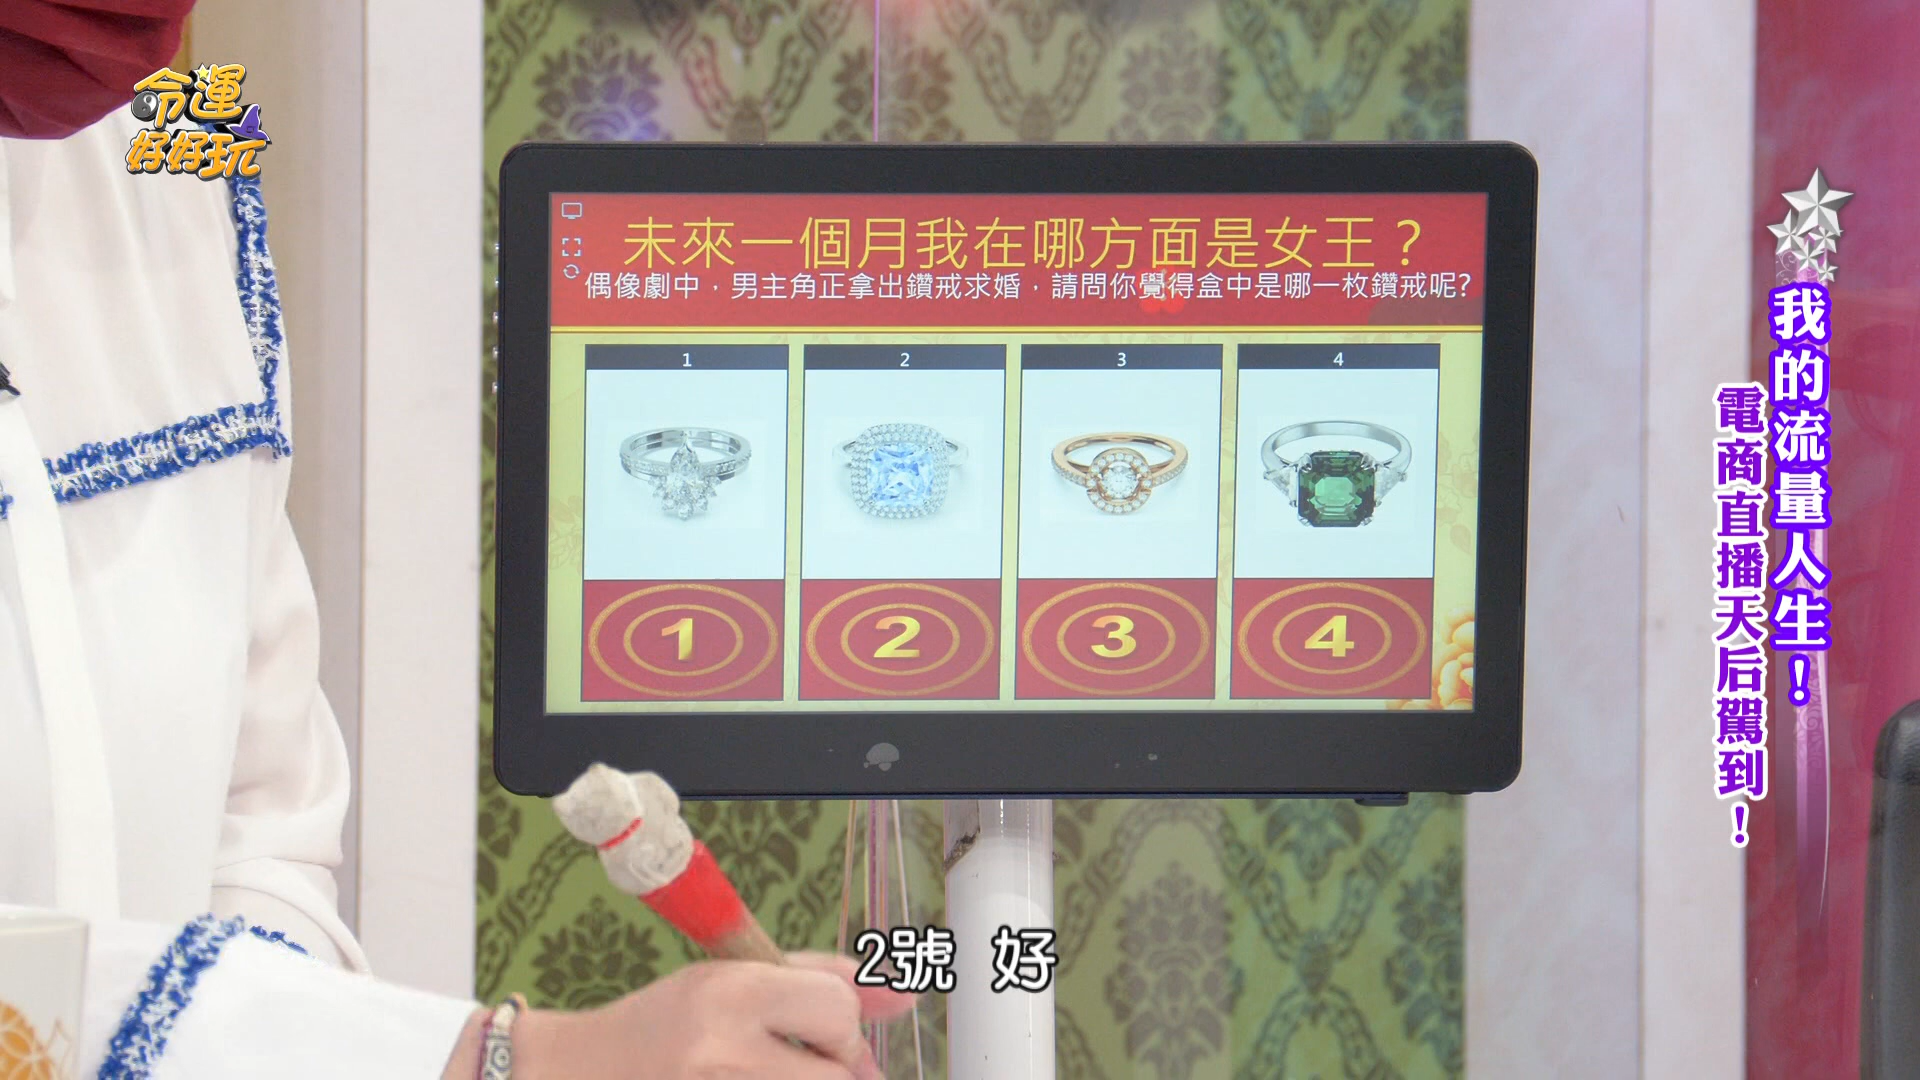 命運
好好玩
未來一個月我在哪方面是女王？
偶像劇中，男主角正拿出鑽戒求婚，請問你覺得盒中是哪一枚鑽戒呢?
1
2
3
4
1
2
3
4
我的流量人生！
電商直播天后駕到！
2號 好